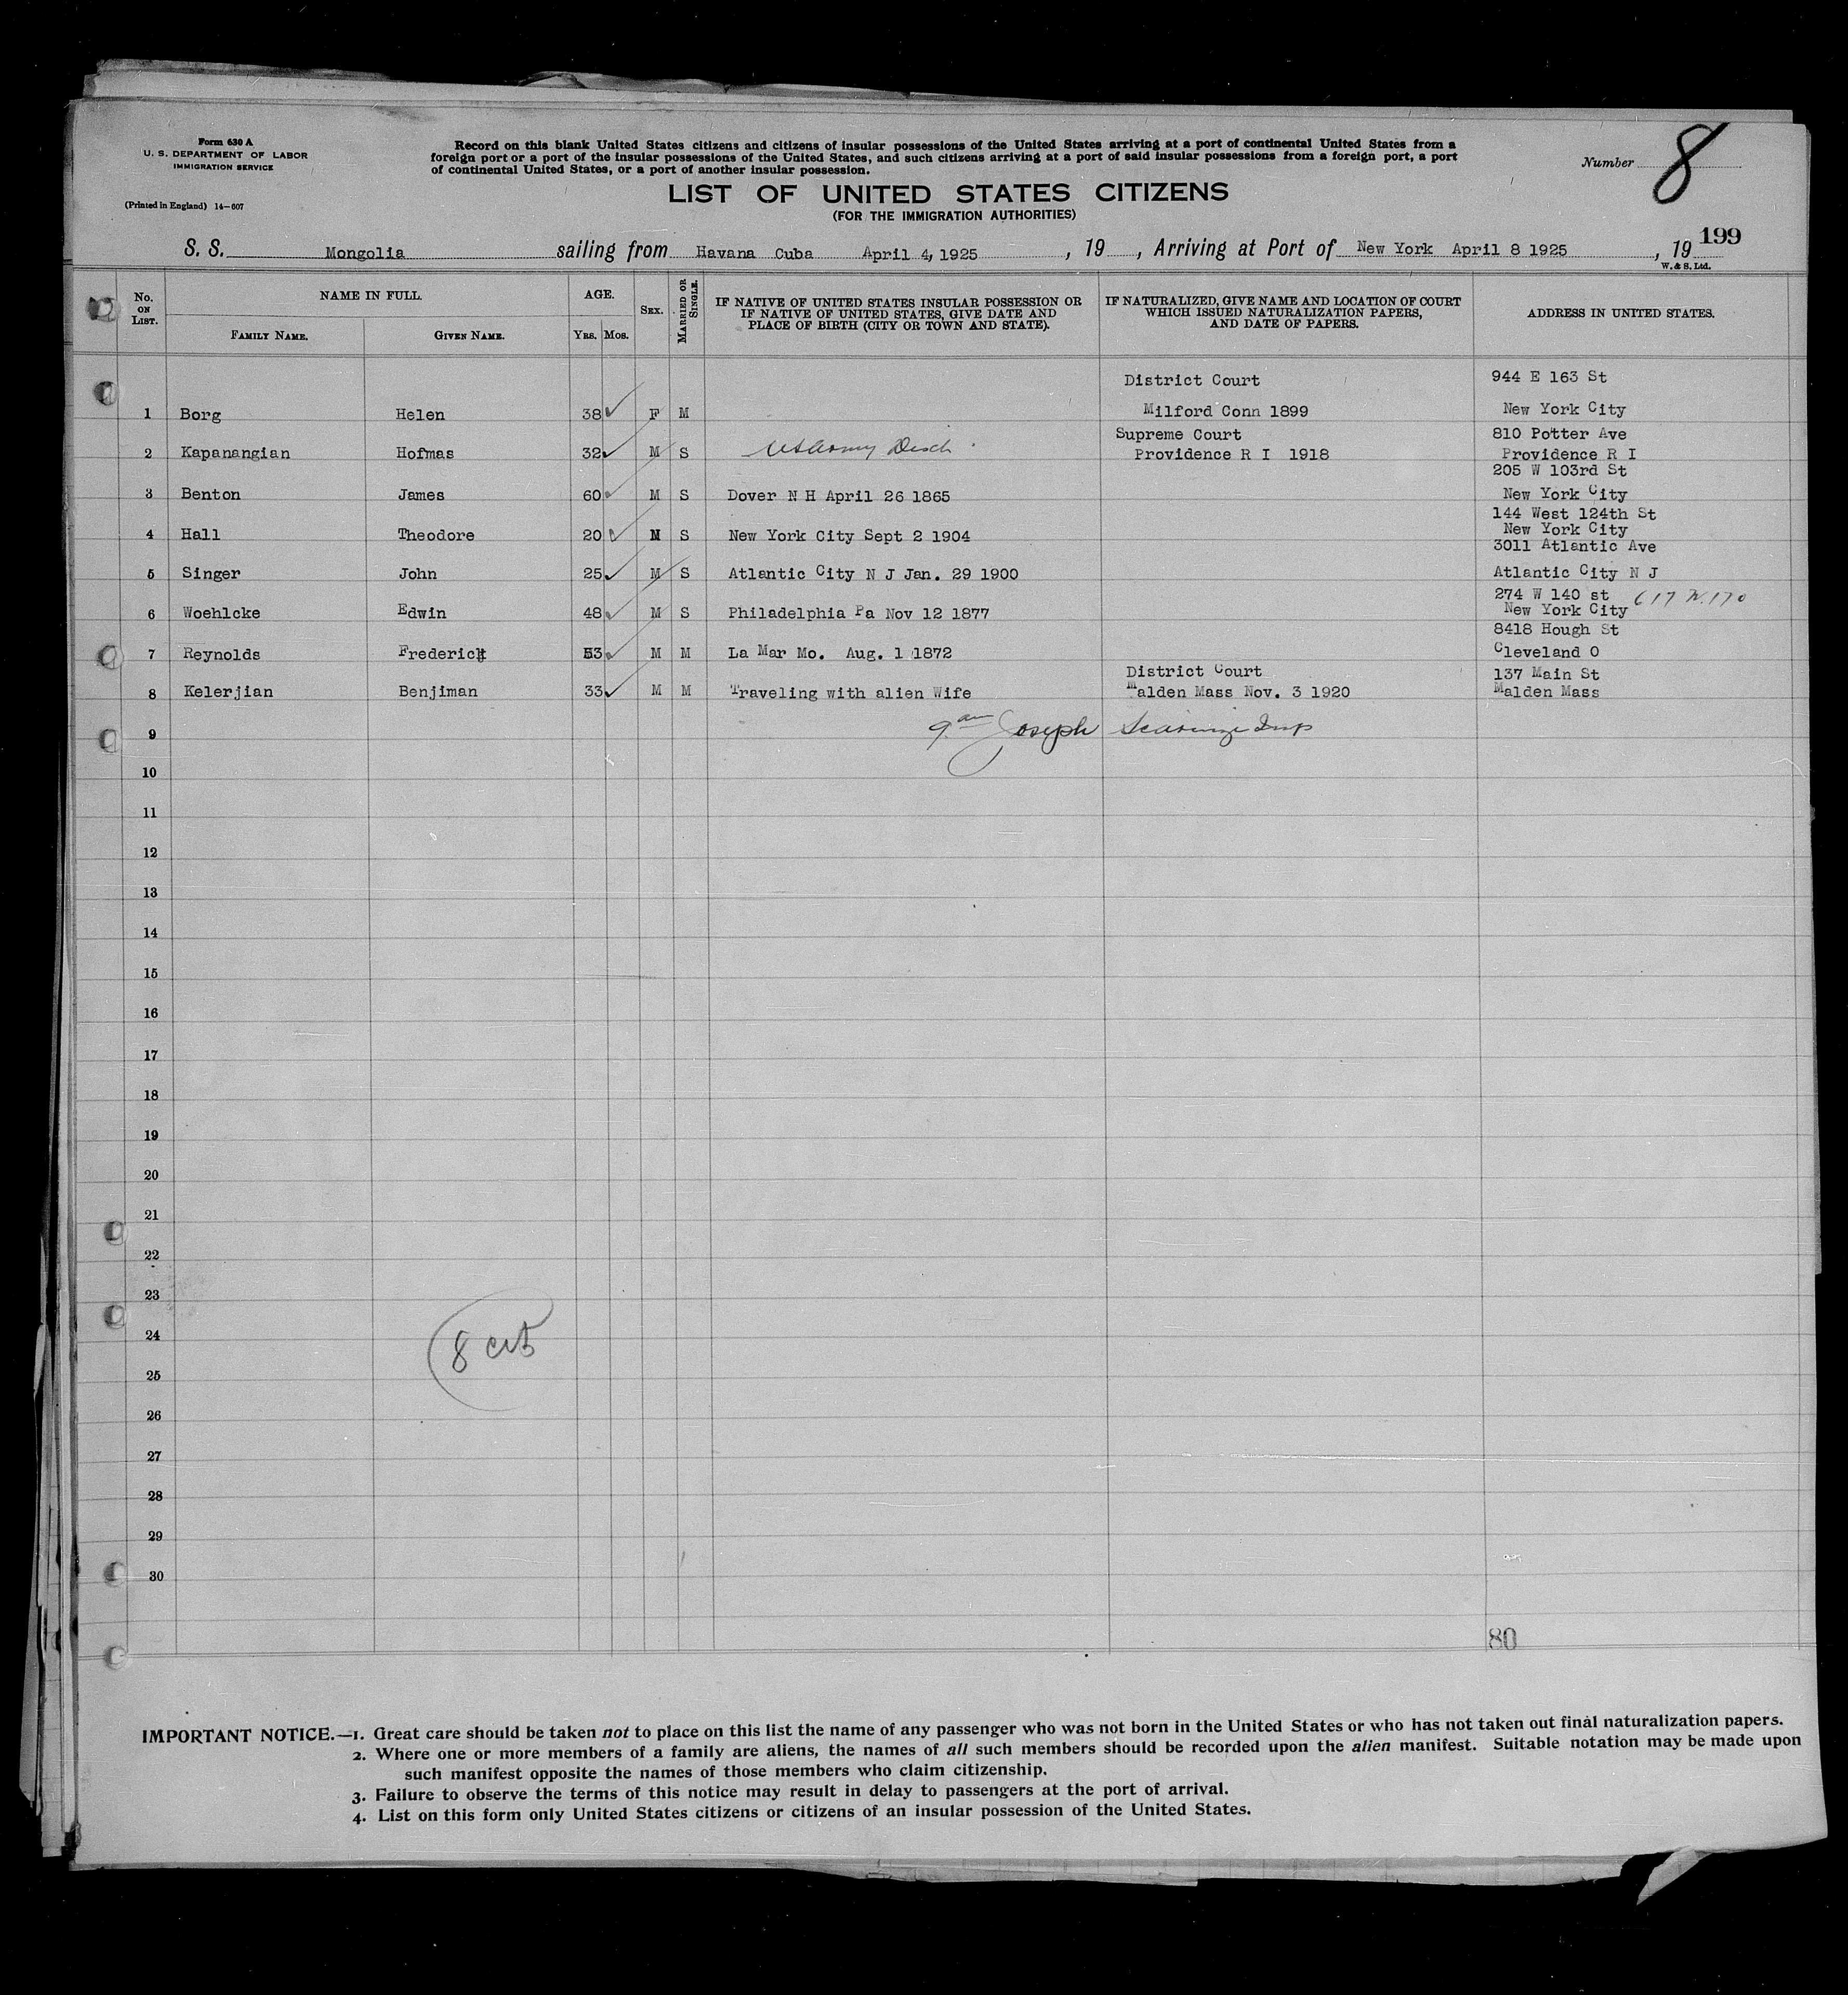 Form 630 A
U. S. DEPARTMENT OF LABOR
IMMIGRATION SERVICE
(Printed in England) 14—607
Record on this blank United States citizens and citizens of insular possessions of the United States arriving at a port of continental United States from a
foreign port or a port of the insular possessions of the United States, and such citizens arriving at a port of said insular possessions from a foreign port, a port
of continental United States, or a port of another insular possession.
Number 8
LIST OF UNITED STATES CITIZENS
(FOR THE IMMIGRATION AUTHORITIES)
199
S. S. Mongolia sailing from Havana Cuba April 4, 1925 , 19 , Arriving at Port of New York April 8 1925 , 19
W. & S. Ltd.
No. ON LIST.
NAME IN FULL.
FAMILY NAME.
GIVEN NAME.
AGE.
YRS. MOS.
SEX.
MARRIED OR SINGLE.
IF NATIVE OF UNITED STATES INSULAR POSSESSION OR
IF NATIVE OF UNITED STATES, GIVE DATE AND
PLACE OF BIRTH (CITY OR TOWN AND STATE).
IF NATURALIZED, GIVE NAME AND LOCATION OF COURT
WHICH ISSUED NATURALIZATION PAPERS,
AND DATE OF PAPERS.
ADDRESS IN UNITED STATES.
District Court 944 E 163 St
1 Borg Helen 38 F M Milford Conn 1899 New York City
Supreme Court 810 Potter Ave
2 Kapanangian Hofmas 32 M S US Army Disch. Providence R I 1918 Providence R I
205 W 103rd St
3 Benton James 60 M S Dover N H April 26 1865 New York City
144 West 124th St
4 Hall Theodore 20 M S New York City Sept 2 1904 New York City
3011 Atlantic Ave
5 Singer John 25 M S Atlantic City N J Jan. 29 1900 Atlantic City N J
274 W 140 st 617 W. 170
6 Woehlcke Edwin 48 M S Philadelphia Pa Nov 12 1877 New York City
8418 Hough St
7 Reynolds Frederick 53 M M La Mar Mo. Aug. 1 1872 Cleveland O
District Court 137 Main St
8 Kelerjian Benjiman 33 M M Traveling with alien Wife Malden Mass Nov. 3 1920 Malden Mass
9 9 am Joseph Insp
10
11
12
13
14
15
16
17
18
19
20
21
22
23
24
8 cit
25
26
27
28
29
30
80
IMPORTANT NOTICE.—1. Great care should be taken not to place on this list the name of any passenger who was not born in the United States or who has not taken out final naturalization papers.
2. Where one or more members of a family are aliens, the names of all such members should be recorded upon the alien manifest. Suitable notation may be made upon
such manifest opposite the names of those members who claim citizenship.
3. Failure to observe the terms of this notice may result in delay to passengers at the port of arrival.
4. List on this form only United States citizens or citizens of an insular possession of the United States.